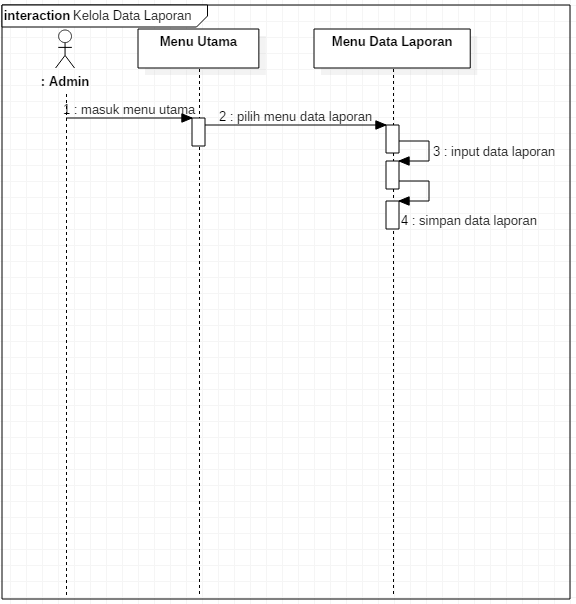 interaction Kelola Data Laporan
Menu Utama
Menu Data Laporan
: Admin
1 : masuk menu utama
2 : pilih menu data laporan
3 : input data laporan
4 : simpan data laporan